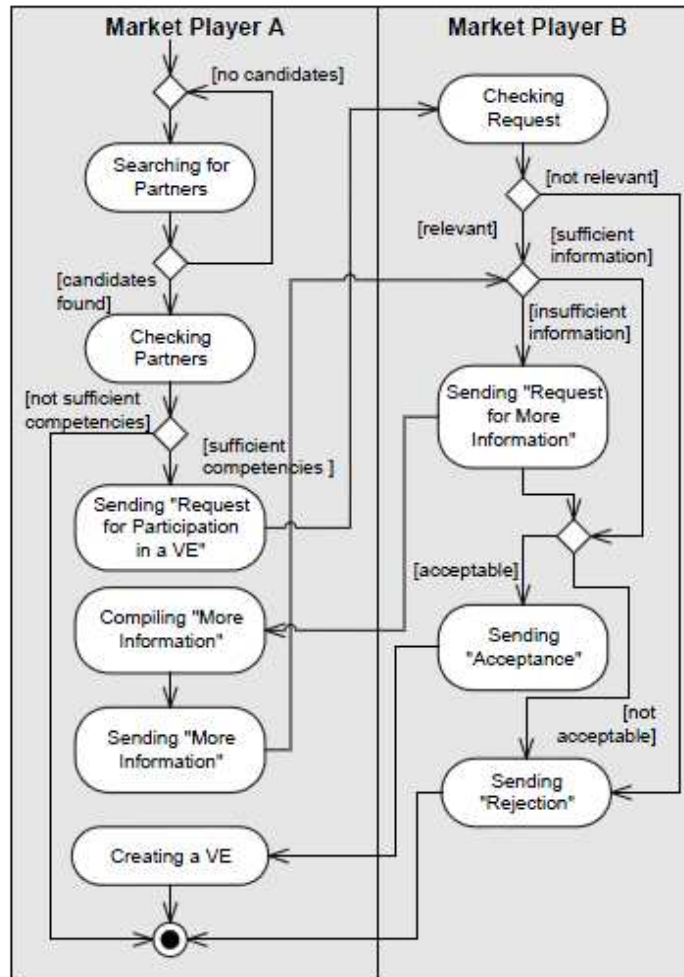 Market Player A
Market Player B
[no candidates]
Checking
Request
Searching for
Partners
[not relevant]
[relevant]
[sufficient
information]
[candidates
found]
[insufficient
information]
Checking
Partners
Sending "Request
for More
Information"
[not sufficient
competencies]
[sufficient
competencies ]
Sending "Request
for Participation
in a VE"
[acceptable]
Compiling "More
Information"
Sending
"Acceptance"
Sending "More
Information"
[not
acceptable]
Sending
"Rejection"
Creating a VE